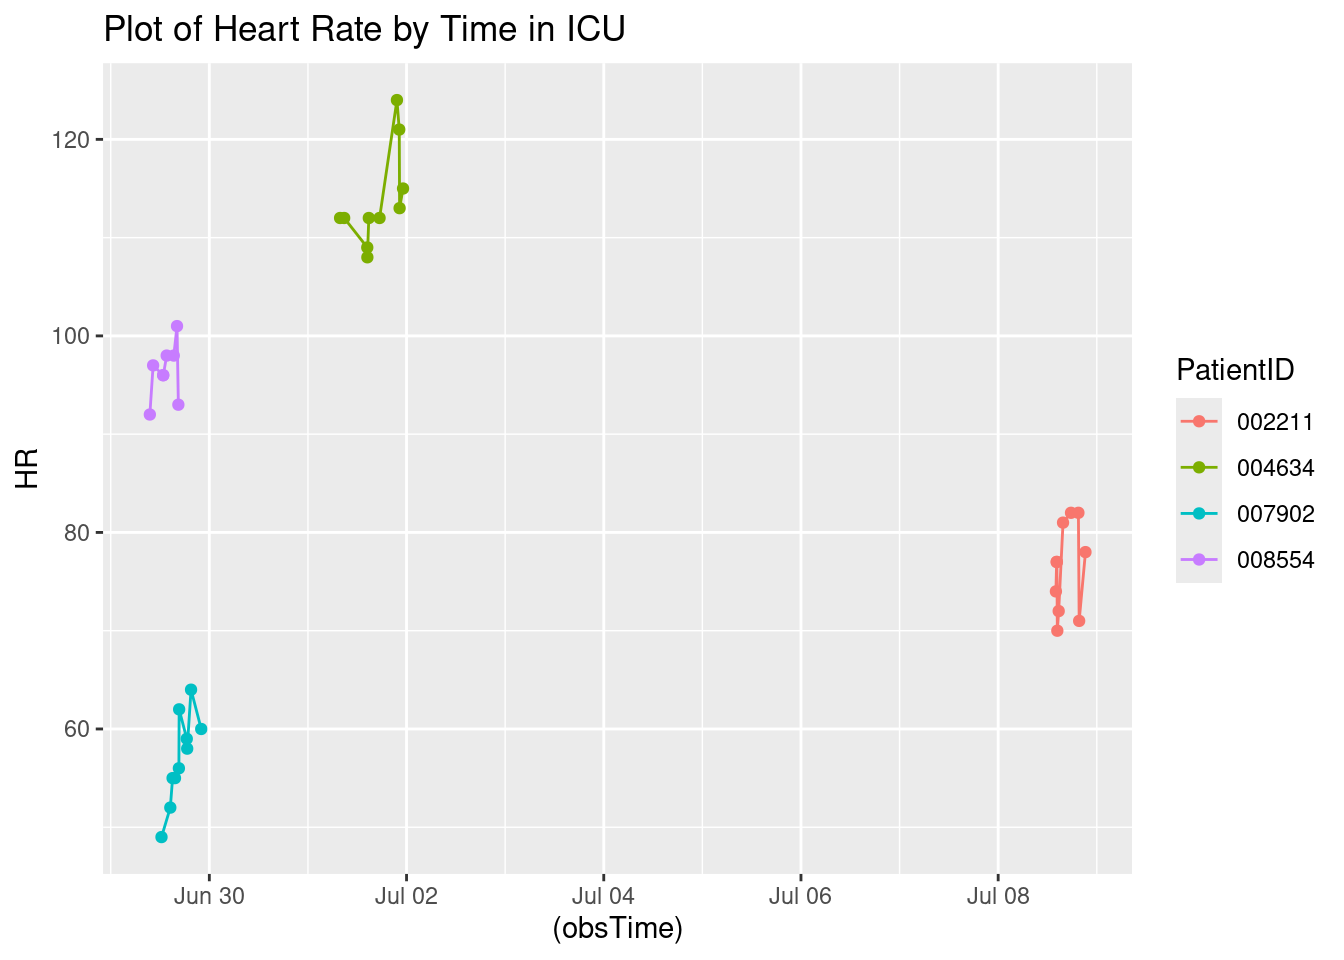 Plot of Heart Rate by Time in ICU
120
100
80
60
HR
Jun 30 Jul 02 Jul 04 Jul 06 Jul 08
(obsTime)
PatientID
002211
004634
007902
008554